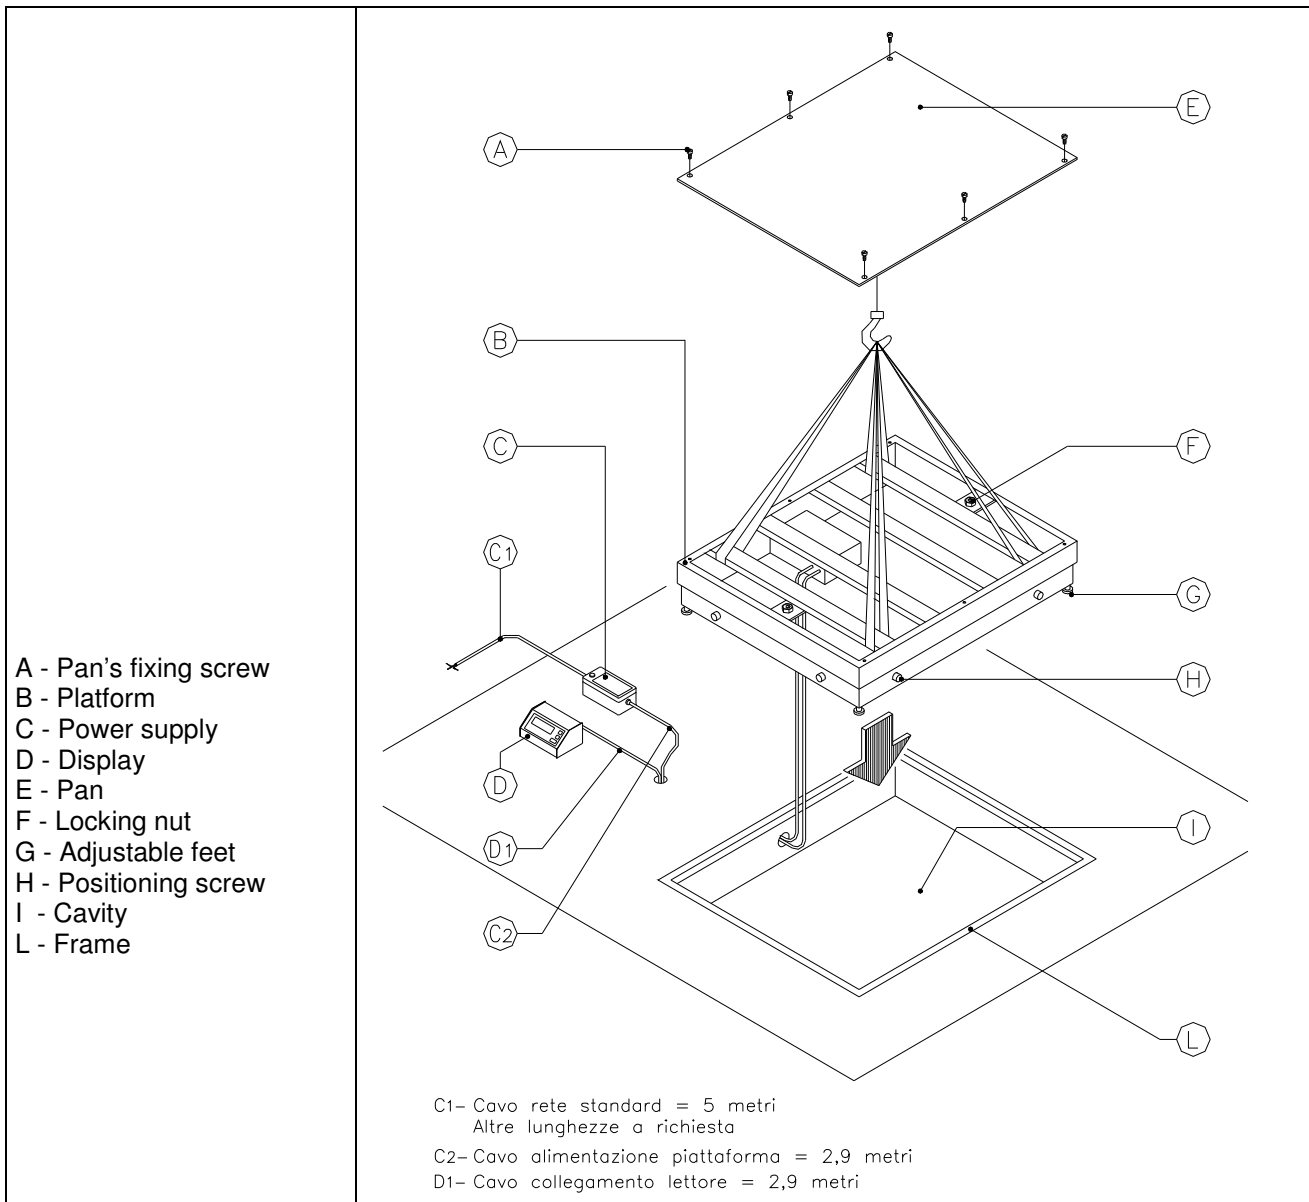 A - Pan's fixing screw
B - Platform
C - Power supply
D - Display
E - Pan
F - Locking nut
G - Adjustable feet
H - Positioning screw
I - Cavity
L - Frame
E
A
B
C
F
C1
G
H
D
D1
I
C2
L
C1- Cavo rete standard = 5 metri
Altre lunghezze a richiesta
C2- Cavo alimentazione piattaforma = 2,9 metri
D1- Cavo collegamento lettore = 2,9 metri